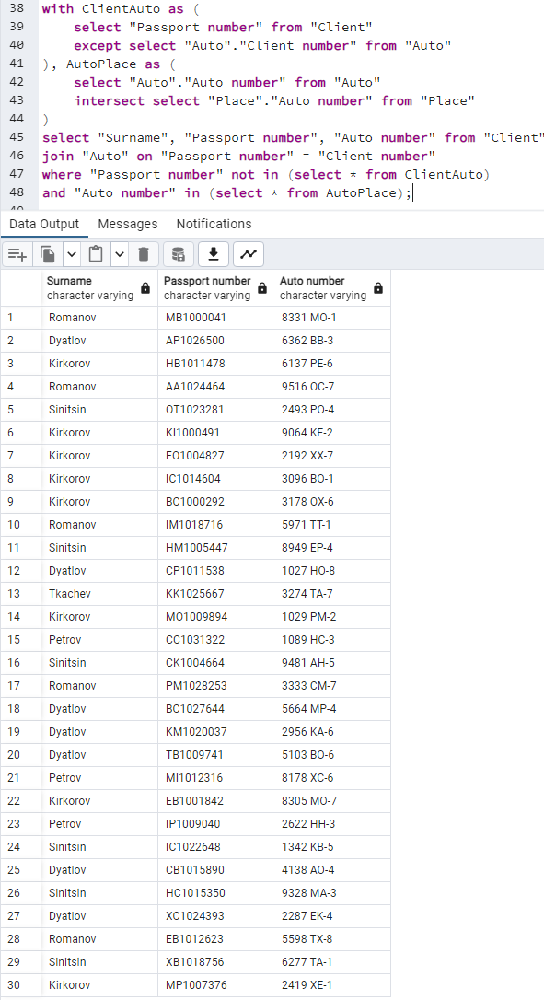 38 with ClientAuto as (
39 select "Passport number" from "Client"
40 except select "Auto"."Client number" from "Auto"
41 ), AutoPlace as (
42 select "Auto"."Auto number" from "Auto"
43 intersect select "Place"."Auto number" from "Place"
44 )
45 select "Surname", "Passport number", "Auto number" from "Client"
46 join "Auto" on "Passport number" = "Client number"
47 where "Passport number" not in (select * from ClientAuto)
48 and "Auto number" in (select * from AutoPlace);
Data Output Messages Notifications
Surname Passport number Auto number
character varying character varying character varying
1 Romanov MB1000041 8331 MO-1
2 Dyatlov AP1026500 6362 BB-3
3 Kirkorov HB1011478 6137 PE-6
4 Romanov AA1024464 9516 OC-7
5 Sinitsin OT1023281 2493 PO-4
6 Kirkorov KI1000491 9064 KE-2
7 Kirkorov EO1004827 2192 XX-7
8 Kirkorov IC1014604 3096 BO-1
9 Kirkorov BC1000292 3178 OX-6
10 Romanov IM1018716 5971 TT-1
11 Sinitsin HM1005447 8949 EP-4
12 Dyatlov CP1011538 1027 HO-8
13 Tkachev KK1025667 3274 TA-7
14 Kirkorov MO1009894 1029 PM-2
15 Petrov CC1031322 1089 HC-3
16 Sinitsin CK1004664 9481 AH-5
17 Romanov PM1028253 3333 CM-7
18 Dyatlov BC1027644 5664 MP-4
19 Dyatlov KM1020037 2956 KA-6
20 Dyatlov TB1009741 5103 BO-6
21 Petrov MI1012316 8178 XC-6
22 Kirkorov EB1001842 8305 MO-7
23 Petrov IP1009040 2622 HH-3
24 Sinitsin IC1022648 1342 KB-5
25 Dyatlov CB1015890 4138 AO-4
26 Sinitsin HC1015350 9328 MA-3
27 Dyatlov XC1024393 2287 EK-4
28 Romanov EB1012623 5598 TX-8
29 Sinitsin XB1018756 6277 TA-1
30 Kirkorov MP1007376 2419 XE-1